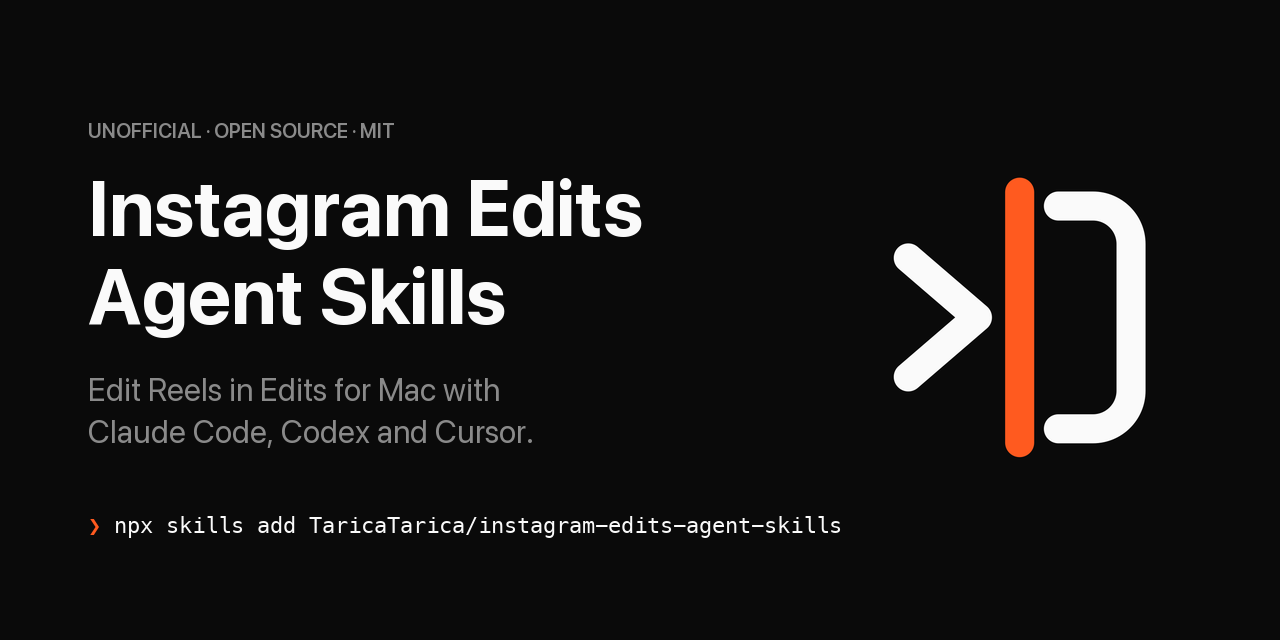 UNOFFICIAL · OPEN SOURCE · MIT
Instagram Edits
Agent Skills
Edit Reels in Edits for Mac with
Claude Code, Codex and Cursor.
❯ npx skills add TaricaTarica/instagram-edits-agent-skills